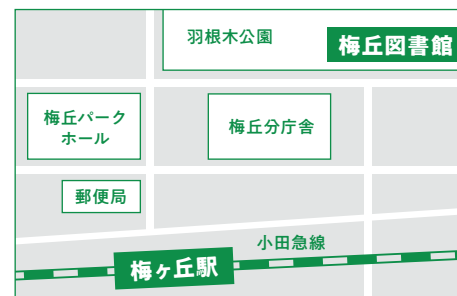 羽根木公園
梅丘図書館
梅丘パーク
ホール
梅丘分庁舎
郵便局
小田急線
梅ヶ丘駅